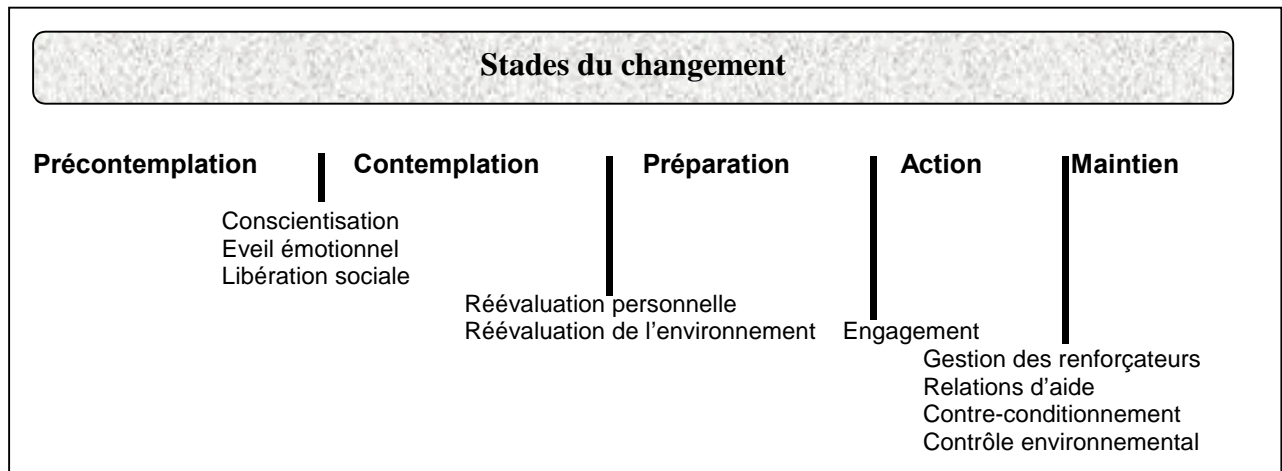 Stades du changement
Précontemplation Contemplation Préparation Action Maintien
Conscientisation
Eveil émotionnel
Libération sociale
Réévaluation personnelle
Réévaluation de l’environnement Engagement
Gestion des renforçateurs
Relations d’aide
Contre-conditionnement
Contrôle environnemental